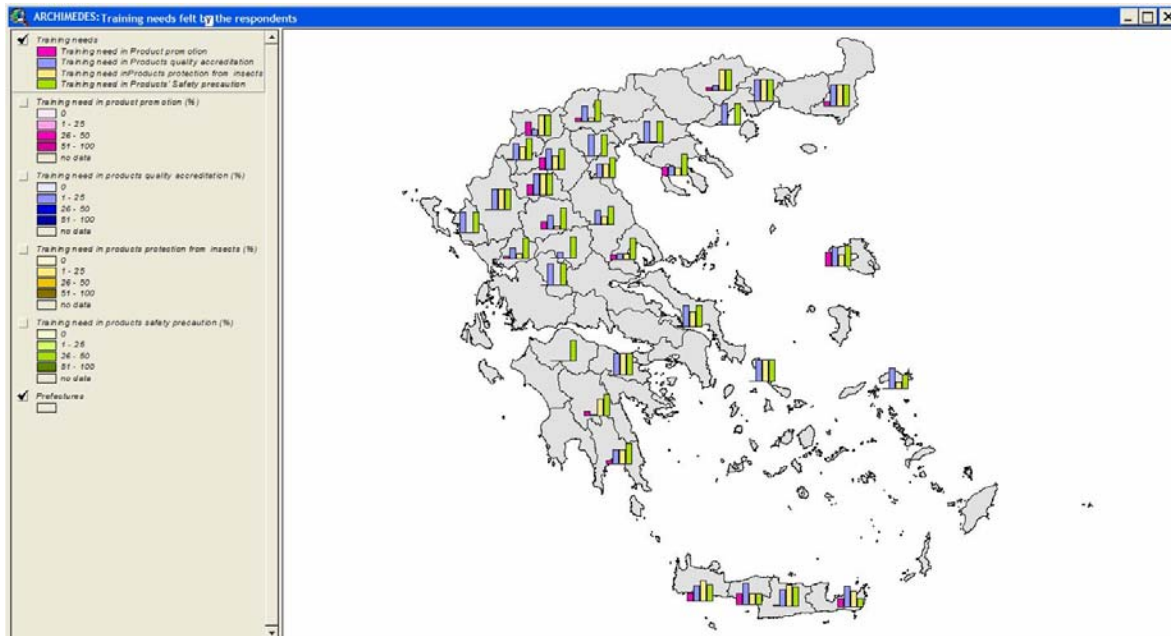 ARCHIMEDES: Training needs felt by the respondents
Training needs
Training need in Product promotion
Training need in Products quality accreditation
Training need inProducts protection from insects
Training need in Products' Safety precaution
Training need in product promotion (%)
0
1 - 25
26 - 50
51 - 100
no data
Training need in products quality accreditation (%)
0
1 - 25
26 - 50
51 - 100
no data
Training need in products protection from insects (%)
0
1 - 25
26 - 50
51 - 100
no data
Training need in products safety precaution (%)
0
1 - 25
26 - 50
51 - 100
no data
Prefectures